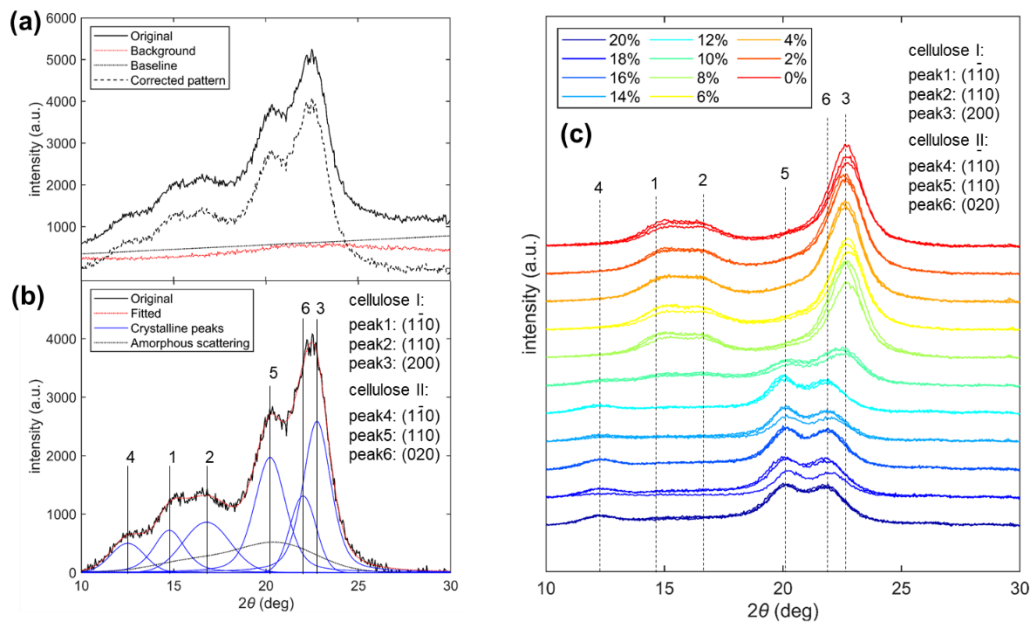 (a)
6000
5000
4000
3000
2000
1000
0
intensity (a.u.)
Original
Background
Baseline
Corrected pattern
(b)
4000
3000
2000
1000
0
intensity (a.u.)
Original
Fitted
Crystalline peaks
Amorphous scattering
4
1
2
5
6
3
cellulose I:
peak1: (11̄0)
peak2: (110)
peak3: (200)
cellulose II:
peak4: (11̄0)
peak5: (110)
peak6: (020)
10
15
20
25
30
2θ (deg)
(c)
20%
18%
16%
14%
12%
10%
8%
6%
4%
2%
0%
cellulose I:
peak1: (11̄0)
peak2: (110)
peak3: (200)
cellulose II:
peak4: (11̄0)
peak5: (110)
peak6: (020)
4
1
2
5
6
3
intensity (a.u.)
10
15
20
25
30
2θ (deg)